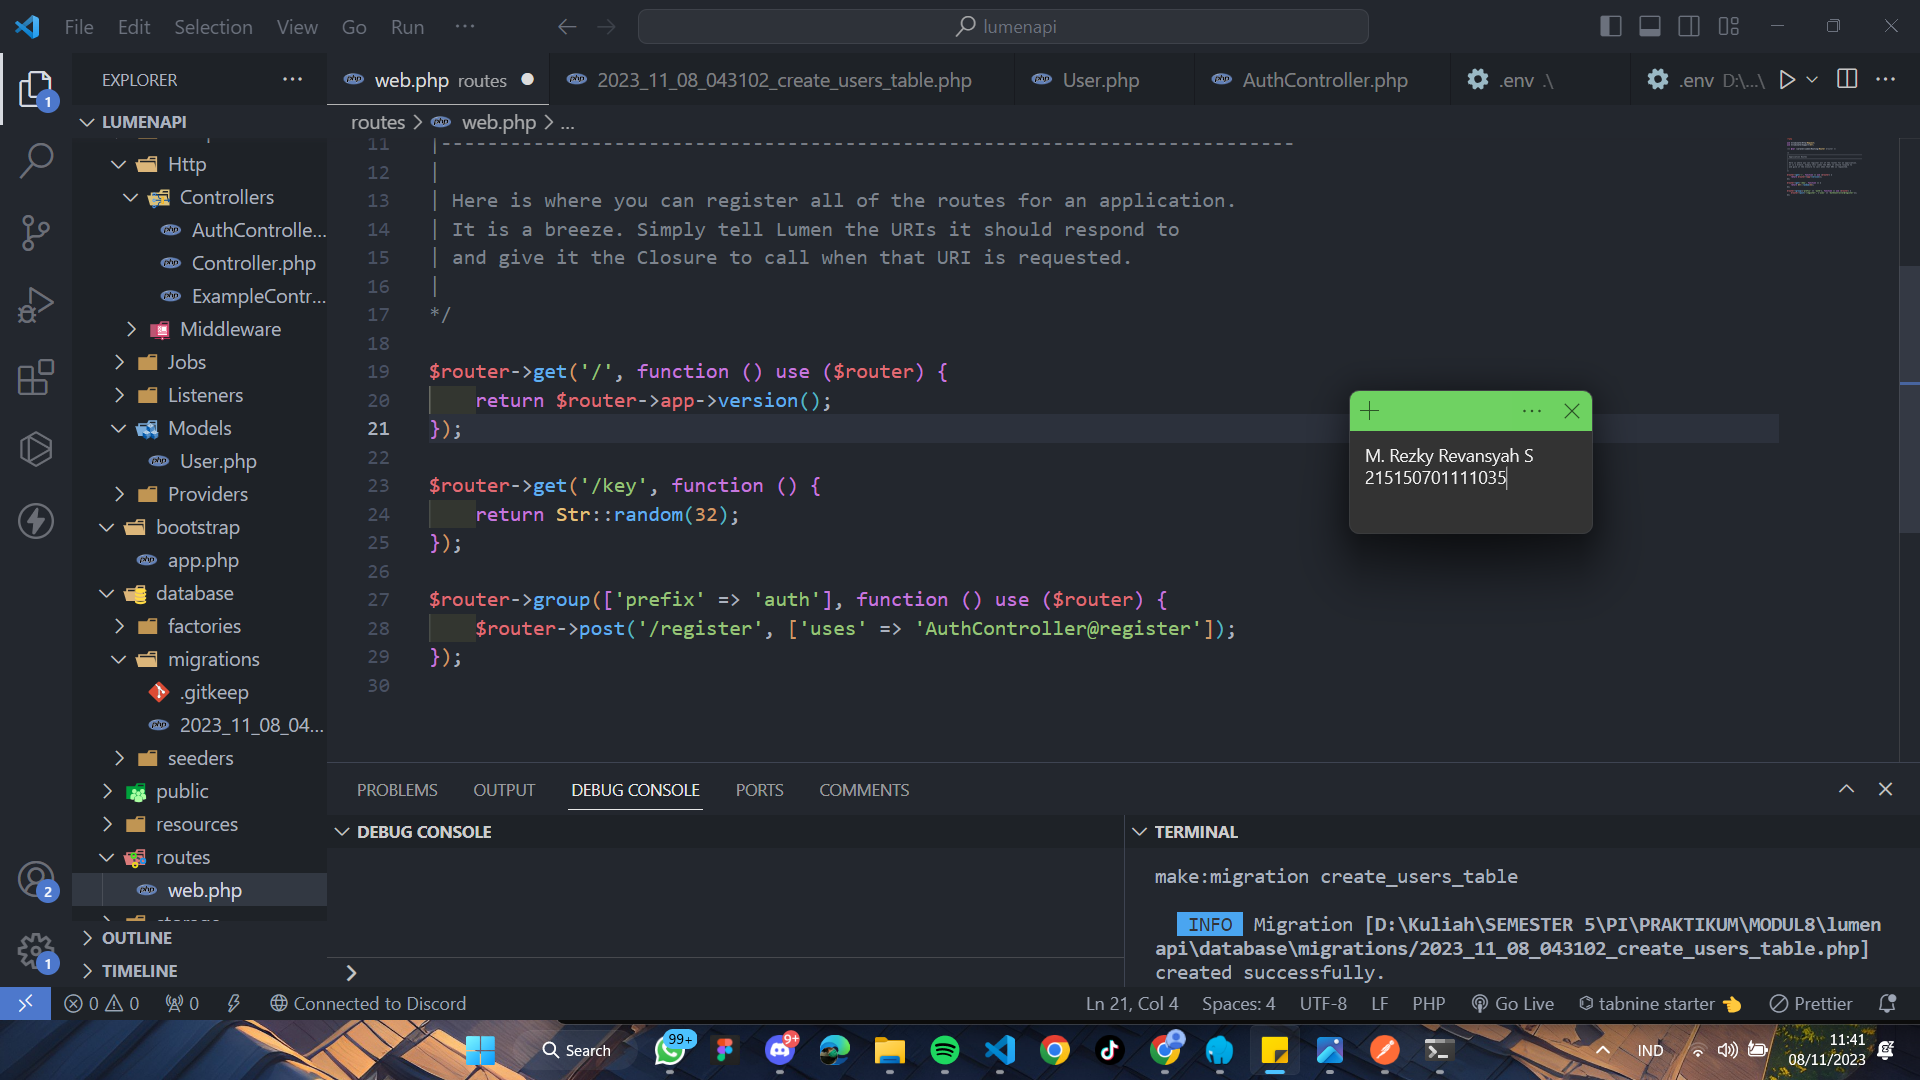 File Edit Selection View Go Run ···
lumenapi
EXPLORER ···
web.php routes
2023_11_08_043102_create_users_table.php
User.php
AuthController.php
.env .\
.env D:\...\
LUMENAPI
routes > web.php > ...
Http
Controllers
AuthControlle...
Controller.php
ExampleContr...
Middleware
Jobs
Listeners
Models
User.php
Providers
bootstrap
app.php
database
factories
migrations
.gitkeep
2023_11_08_04...
seeders
public
resources
routes
web.php
OUTLINE
TIMELINE
11 |--------------------------------------------------------------------------
12 |
13 | Here is where you can register all of the routes for an application.
14 | It is a breeze. Simply tell Lumen the URIs it should respond to
15 | and give it the Closure to call when that URI is requested.
16 |
17 */
18
19 $router->get('/', function () use ($router) {
20     return $router->app->version();
21 });
22
23 $router->get('/key', function () {
24     return Str::random(32);
25 });
26
27 $router->group(['prefix' => 'auth'], function () use ($router) {
28     $router->post('/register', ['uses' => 'AuthController@register']);
29 });
30
M. Rezky Revansyah S
215150701111035
PROBLEMS OUTPUT DEBUG CONSOLE PORTS COMMENTS
DEBUG CONSOLE
TERMINAL
make:migration create_users_table
INFO Migration [D:\Kuliah\SEMESTER 5\PI\PRAKTIKUM\MODUL8\lumen
api\database\migrations/2023_11_08_043102_create_users_table.php]
created successfully.
1
2
1
0 0 0 Connected to Discord
Ln 21, Col 4 Spaces: 4 UTF-8 LF PHP Go Live tabnine starter Prettier
Search
99+
9+
IND
11:41
08/11/2023